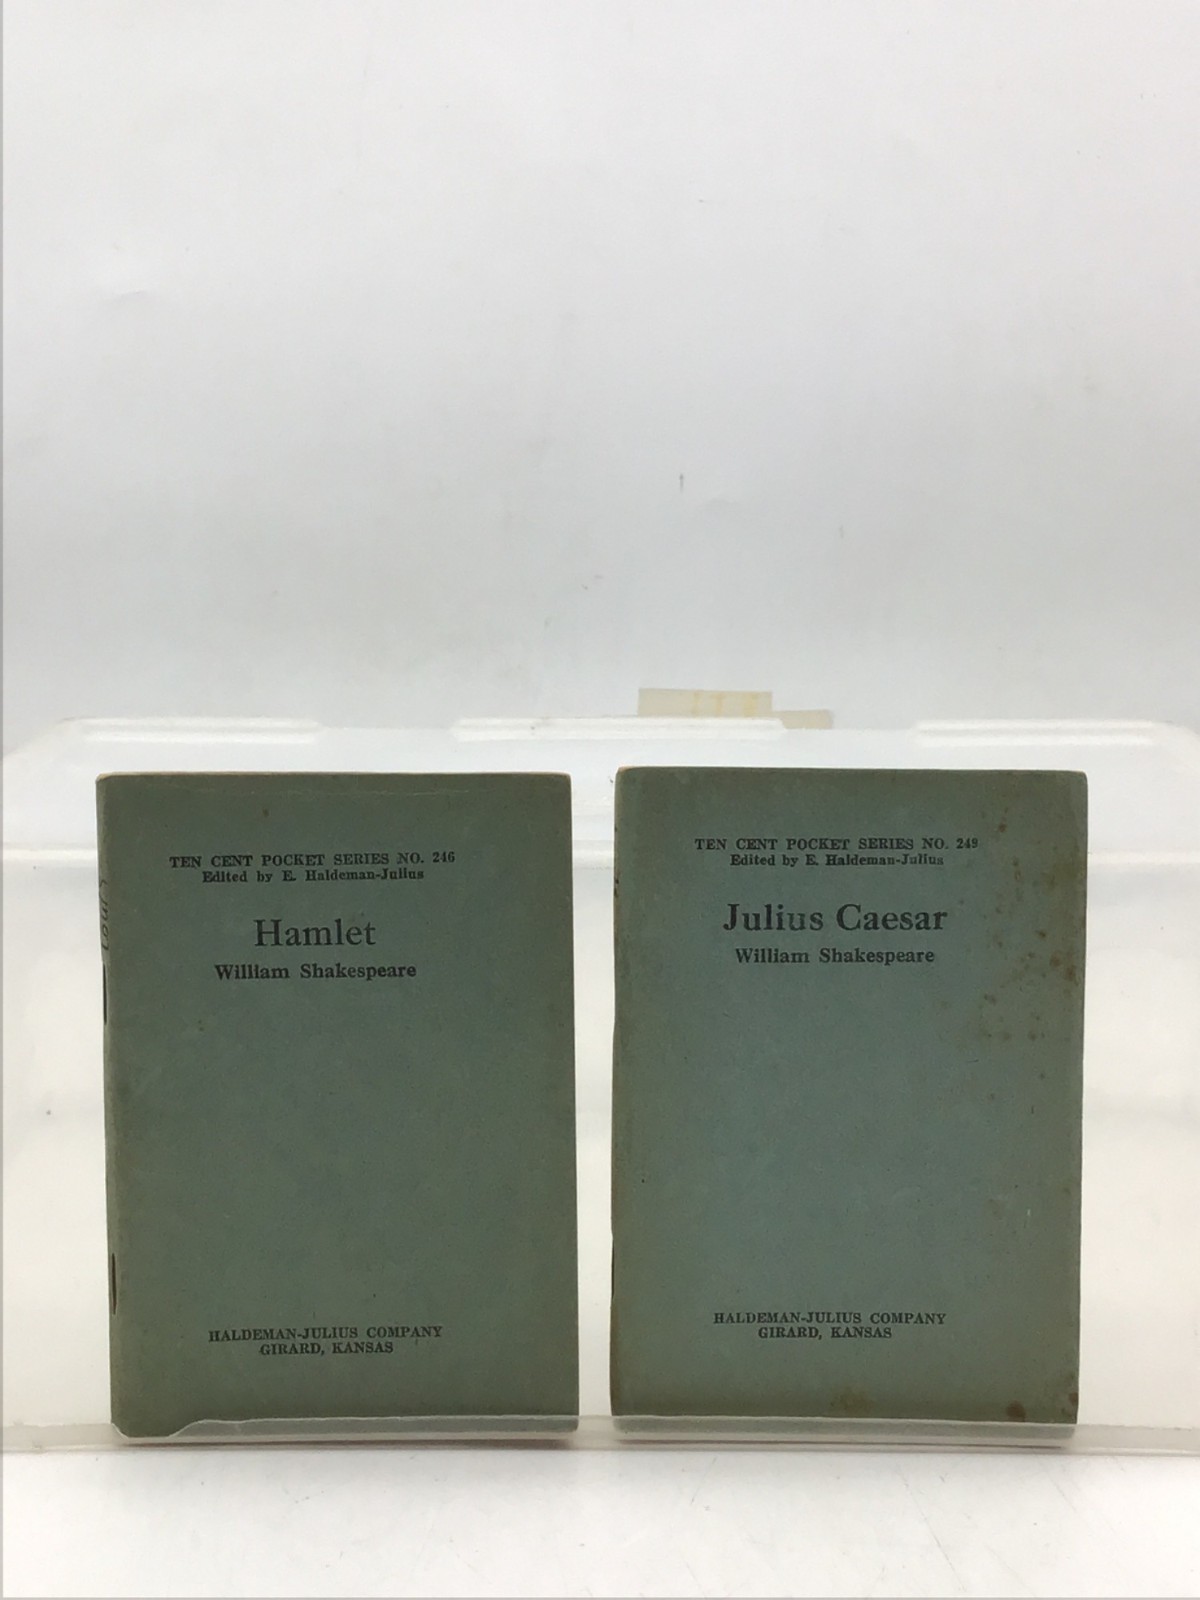 TEN CENT POCKET SERIES NO. 246
Edited by E. Haldeman-Julius
Hamlet
William Shakespeare
HALDEMAN-JULIUS COMPANY
GIRARD, KANSAS
TEN CENT POCKET SERIES NO. 249
Edited by E. Haldeman-Julius
Julius Caesar
William Shakespeare
HALDEMAN-JULIUS COMPANY
GIRARD, KANSAS